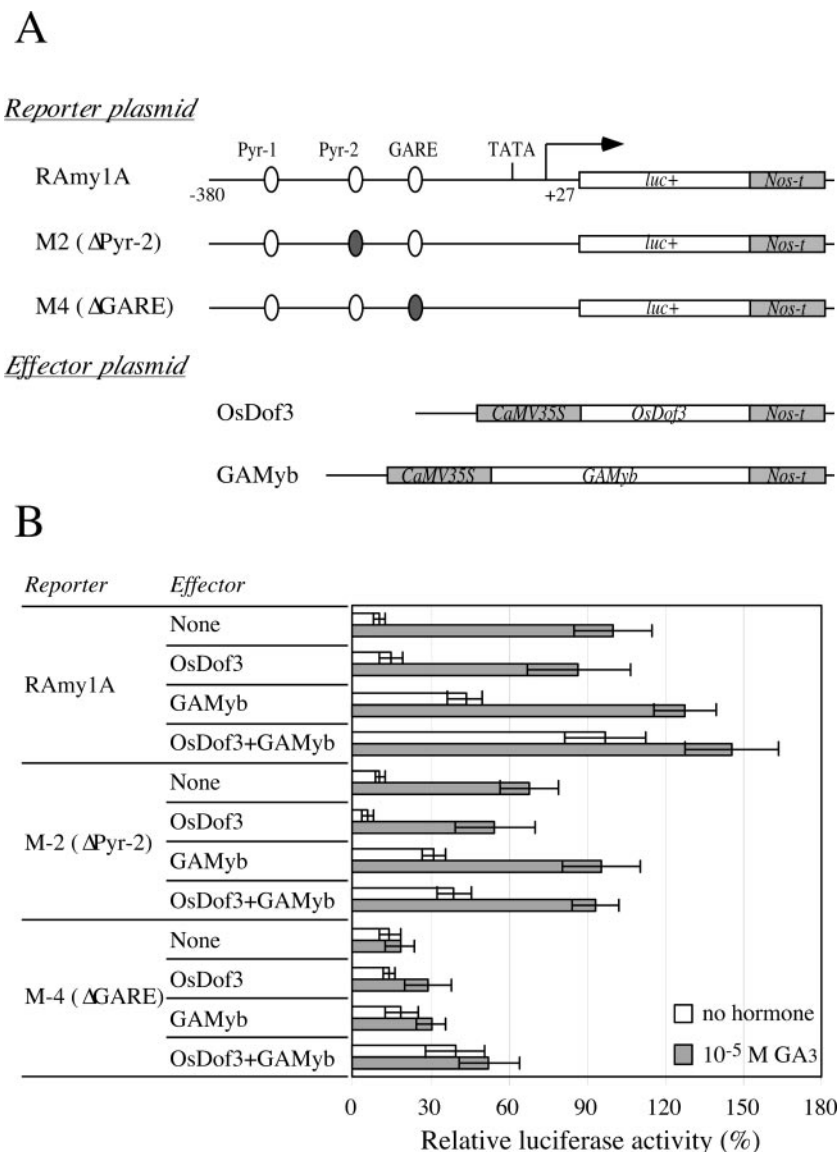 A
Reporter plasmid
Pyr-1 Pyr-2 GARE TATA
RAmy1A
-380 +27 luc+ Nos-t
M2 (ΔPyr-2) luc+ Nos-t
M4 (ΔGARE) luc+ Nos-t
Effector plasmid
OsDof3 CaMV35S OsDof3 Nos-t
GAMyb CaMV35S GAMyb Nos-t
B
Reporter Effector
None
OsDof3
RAmy1A
GAMyb
OsDof3+GAMyb
None
OsDof3
M-2 (ΔPyr-2)
GAMyb
OsDof3+GAMyb
None
OsDof3
M-4 (ΔGARE)
GAMyb
OsDof3+GAMyb
no hormone
10-5 M GA3
0 30 60 90 120 150 180
Relative luciferase activity (%)